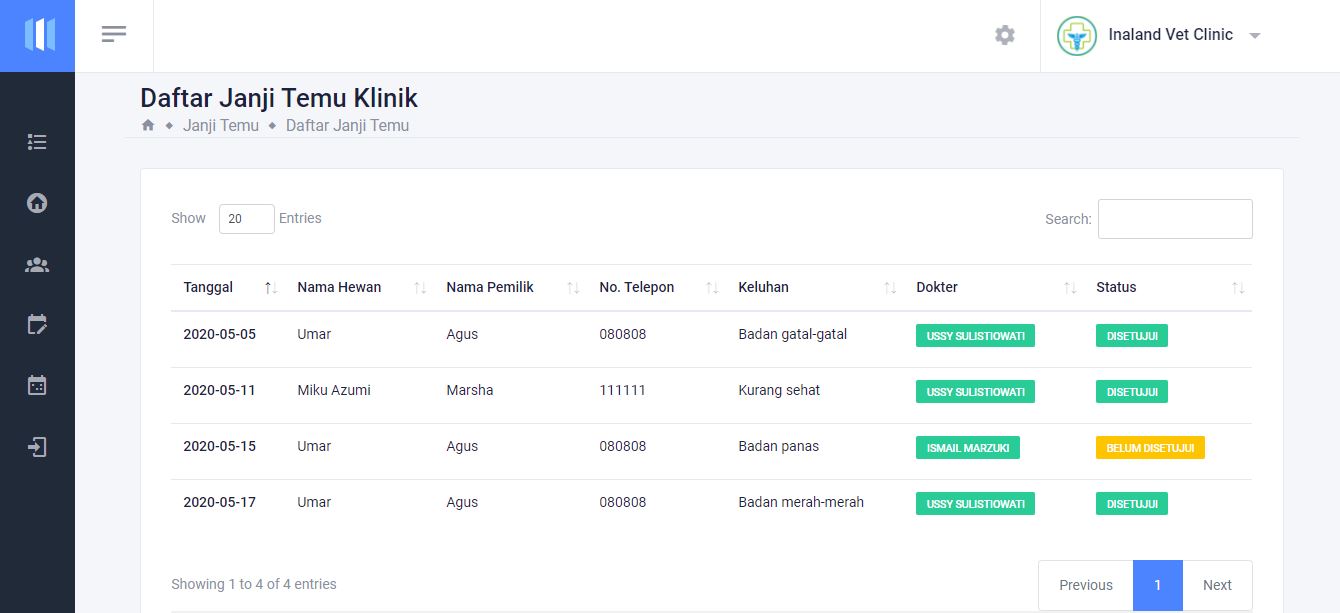 Inaland Vet Clinic
Daftar Janji Temu Klinik
Janji Temu Daftar Janji Temu
Show 20 Entries Search:
Tanggal Nama Hewan Nama Pemilik No. Telepon Keluhan Dokter Status
2020-05-05 Umar Agus 080808 Badan gatal-gatal USSY SULISTIOWATI DISETUJUI
2020-05-11 Miku Azumi Marsha 111111 Kurang sehat USSY SULISTIOWATI DISETUJUI
2020-05-15 Umar Agus 080808 Badan panas ISMAIL MARZUKI BELUM DISETUJUI
2020-05-17 Umar Agus 080808 Badan merah-merah USSY SULISTIOWATI DISETUJUI
Showing 1 to 4 of 4 entries Previous 1 Next